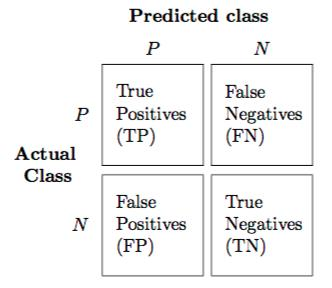 Predicted class
P N
True
Positives
(TP)
False
Negatives
(FN)
P
Actual
Class
False
Positives
(FP)
True
Negatives
(TN)
N